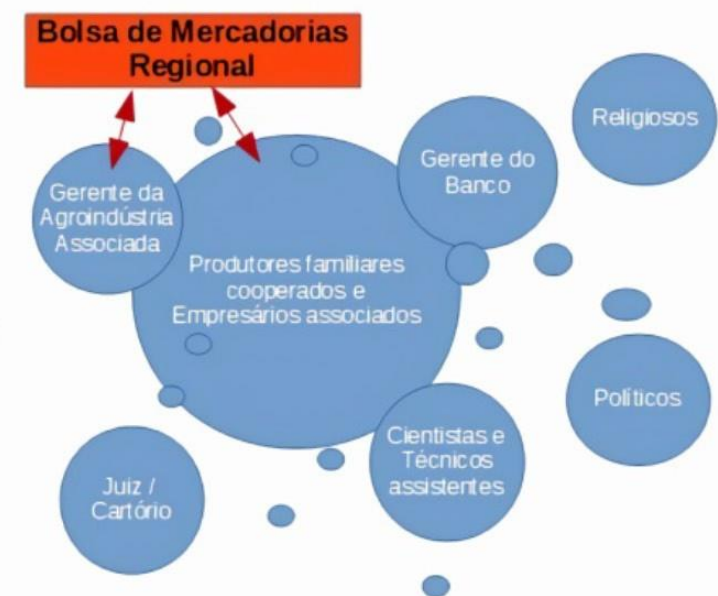 Bolsa de Mercadorias
Regional
Religiosos
Gerente do
Banco
Gerente da
Agroindústria
Associada
Produtores familiares
cooperados e
Empresários associados
Políticos
Cientistas e
Técnicos
assistentes
Juiz /
Cartório